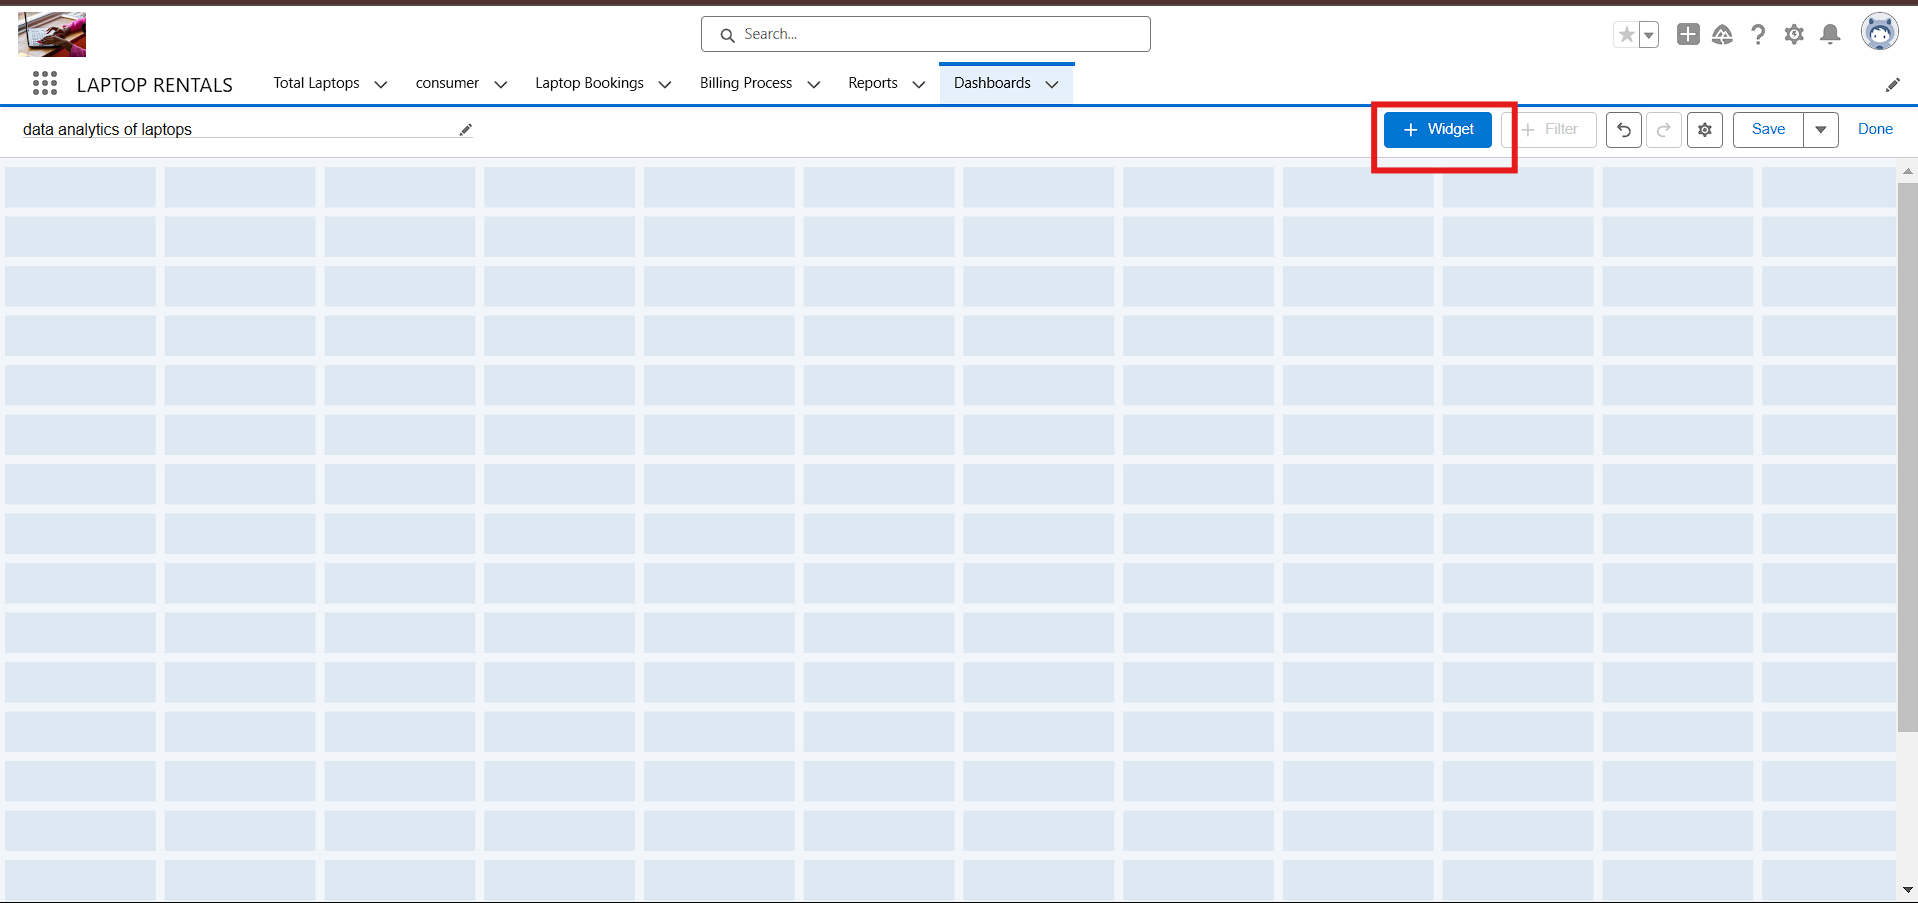 Search...
LAPTOP RENTALS Total Laptops consumer Laptop Bookings Billing Process Reports Dashboards
data analytics of laptops + Widget + Filter Save Done